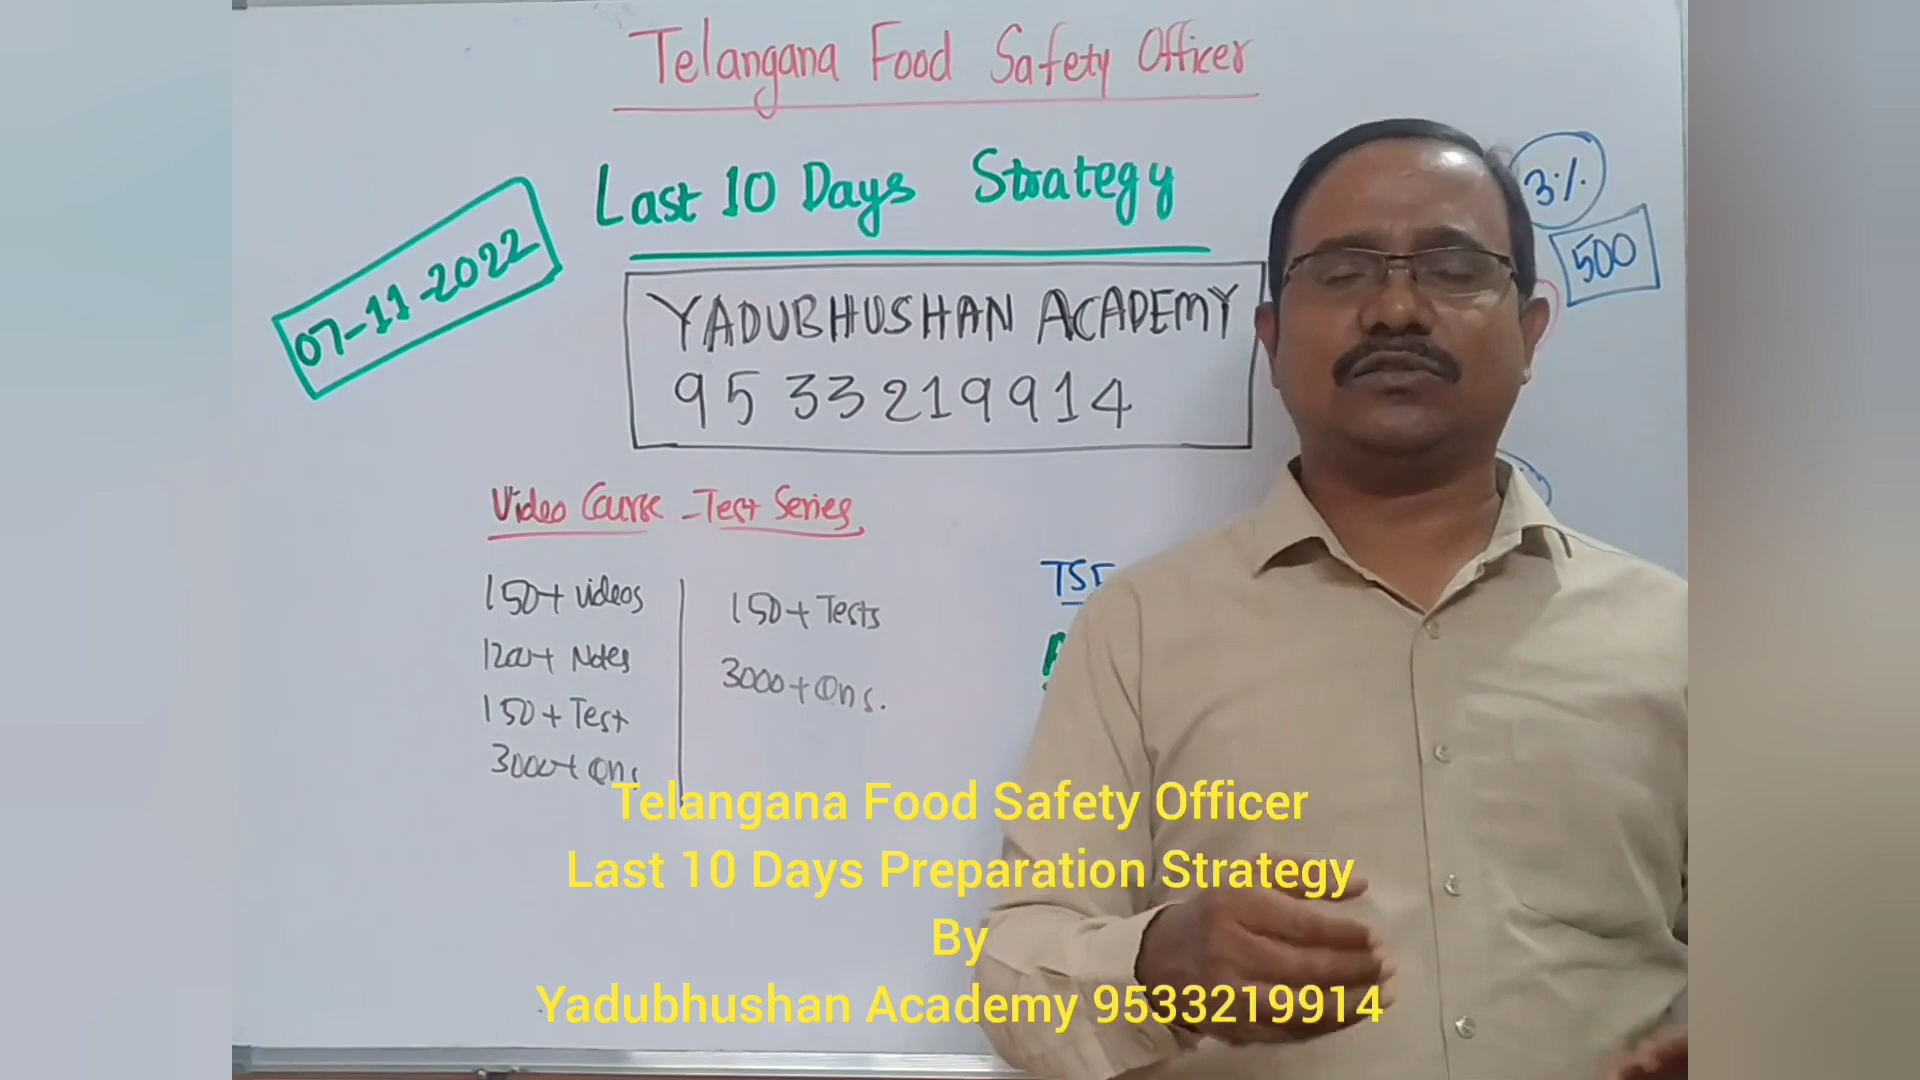 Telangana Food Safety Officer
Last 10 Days Strategy
07-11-2022
3%
500
YADUBHUSHAN ACADEMY
9533219914
Video Course - Test Series
150+ videos
1200+ Notes
150+ Test
3000+ Qns
150+ Tests
3000+ Qns.
Telangana Food Safety Officer
Last 10 Days Preparation Strategy
By
Yadubhushan Academy 9533219914